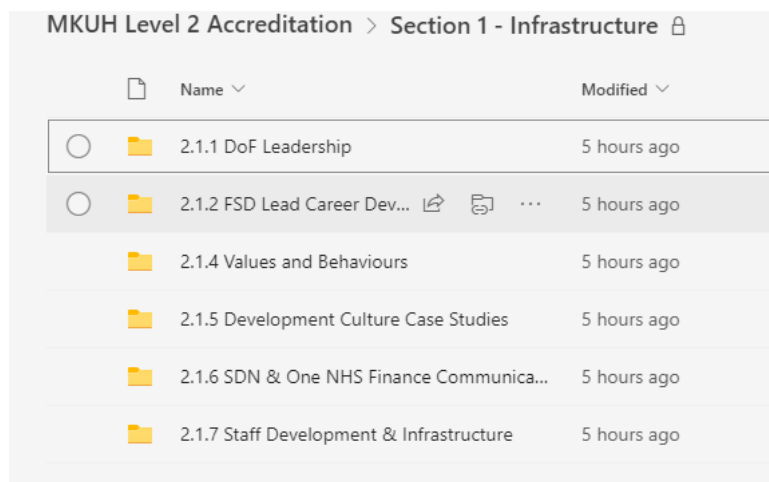 MKUH Level 2 Accreditation > Section 1 - Infrastructure
Name Modified
2.1.1 DoF Leadership 5 hours ago
2.1.2 FSD Lead Career Dev... ... 5 hours ago
2.1.4 Values and Behaviours 5 hours ago
2.1.5 Development Culture Case Studies 5 hours ago
2.1.6 SDN & One NHS Finance Communica... 5 hours ago
2.1.7 Staff Development & Infrastructure 5 hours ago